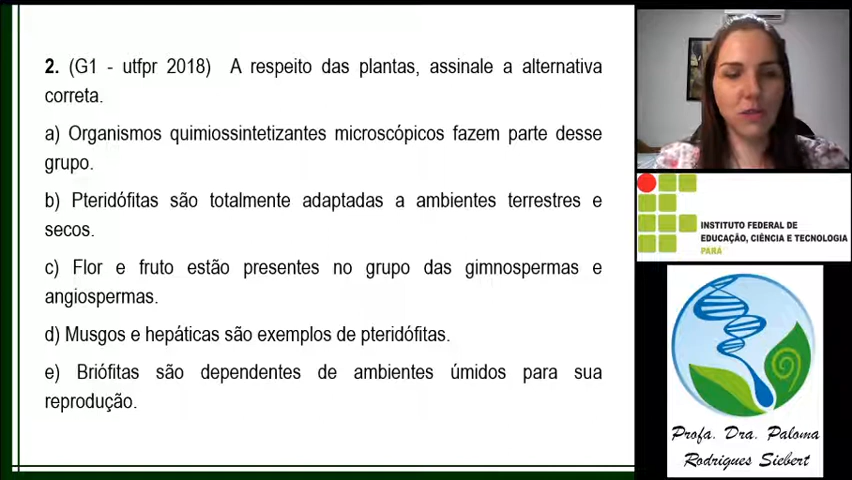 2. (G1 - utfpr 2018) A respeito das plantas, assinale a alternativa
correta.
a) Organismos quimiossintetizantes microscópicos fazem parte desse
grupo.
b) Pteridófitas são totalmente adaptadas a ambientes terrestres e
secos.
c) Flor e fruto estão presentes no grupo das gimnospermas e
angiospermas.
d) Musgos e hepáticas são exemplos de pteridófitas.
e) Briófitas são dependentes de ambientes úmidos para sua
reprodução.
INSTITUTO FEDERAL DE
EDUCAÇÃO, CIÊNCIA E TECNOLOGIA
PARÁ
Profa. Dra. Paloma
Rodrigues Siebert